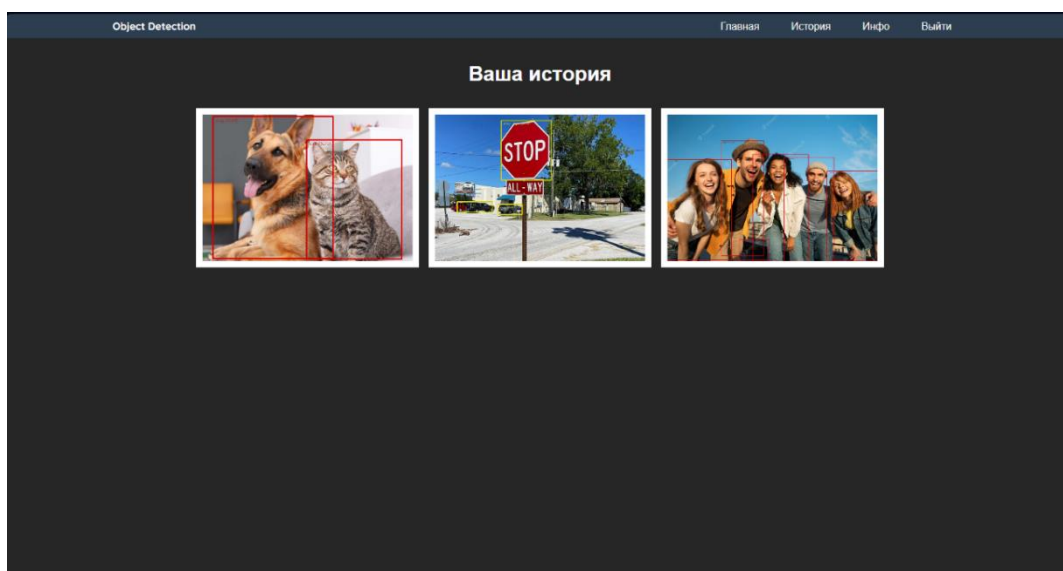 Object Detection
Главная
История
Инфо
Выйти
Ваша история
STOP
ALL-WAY